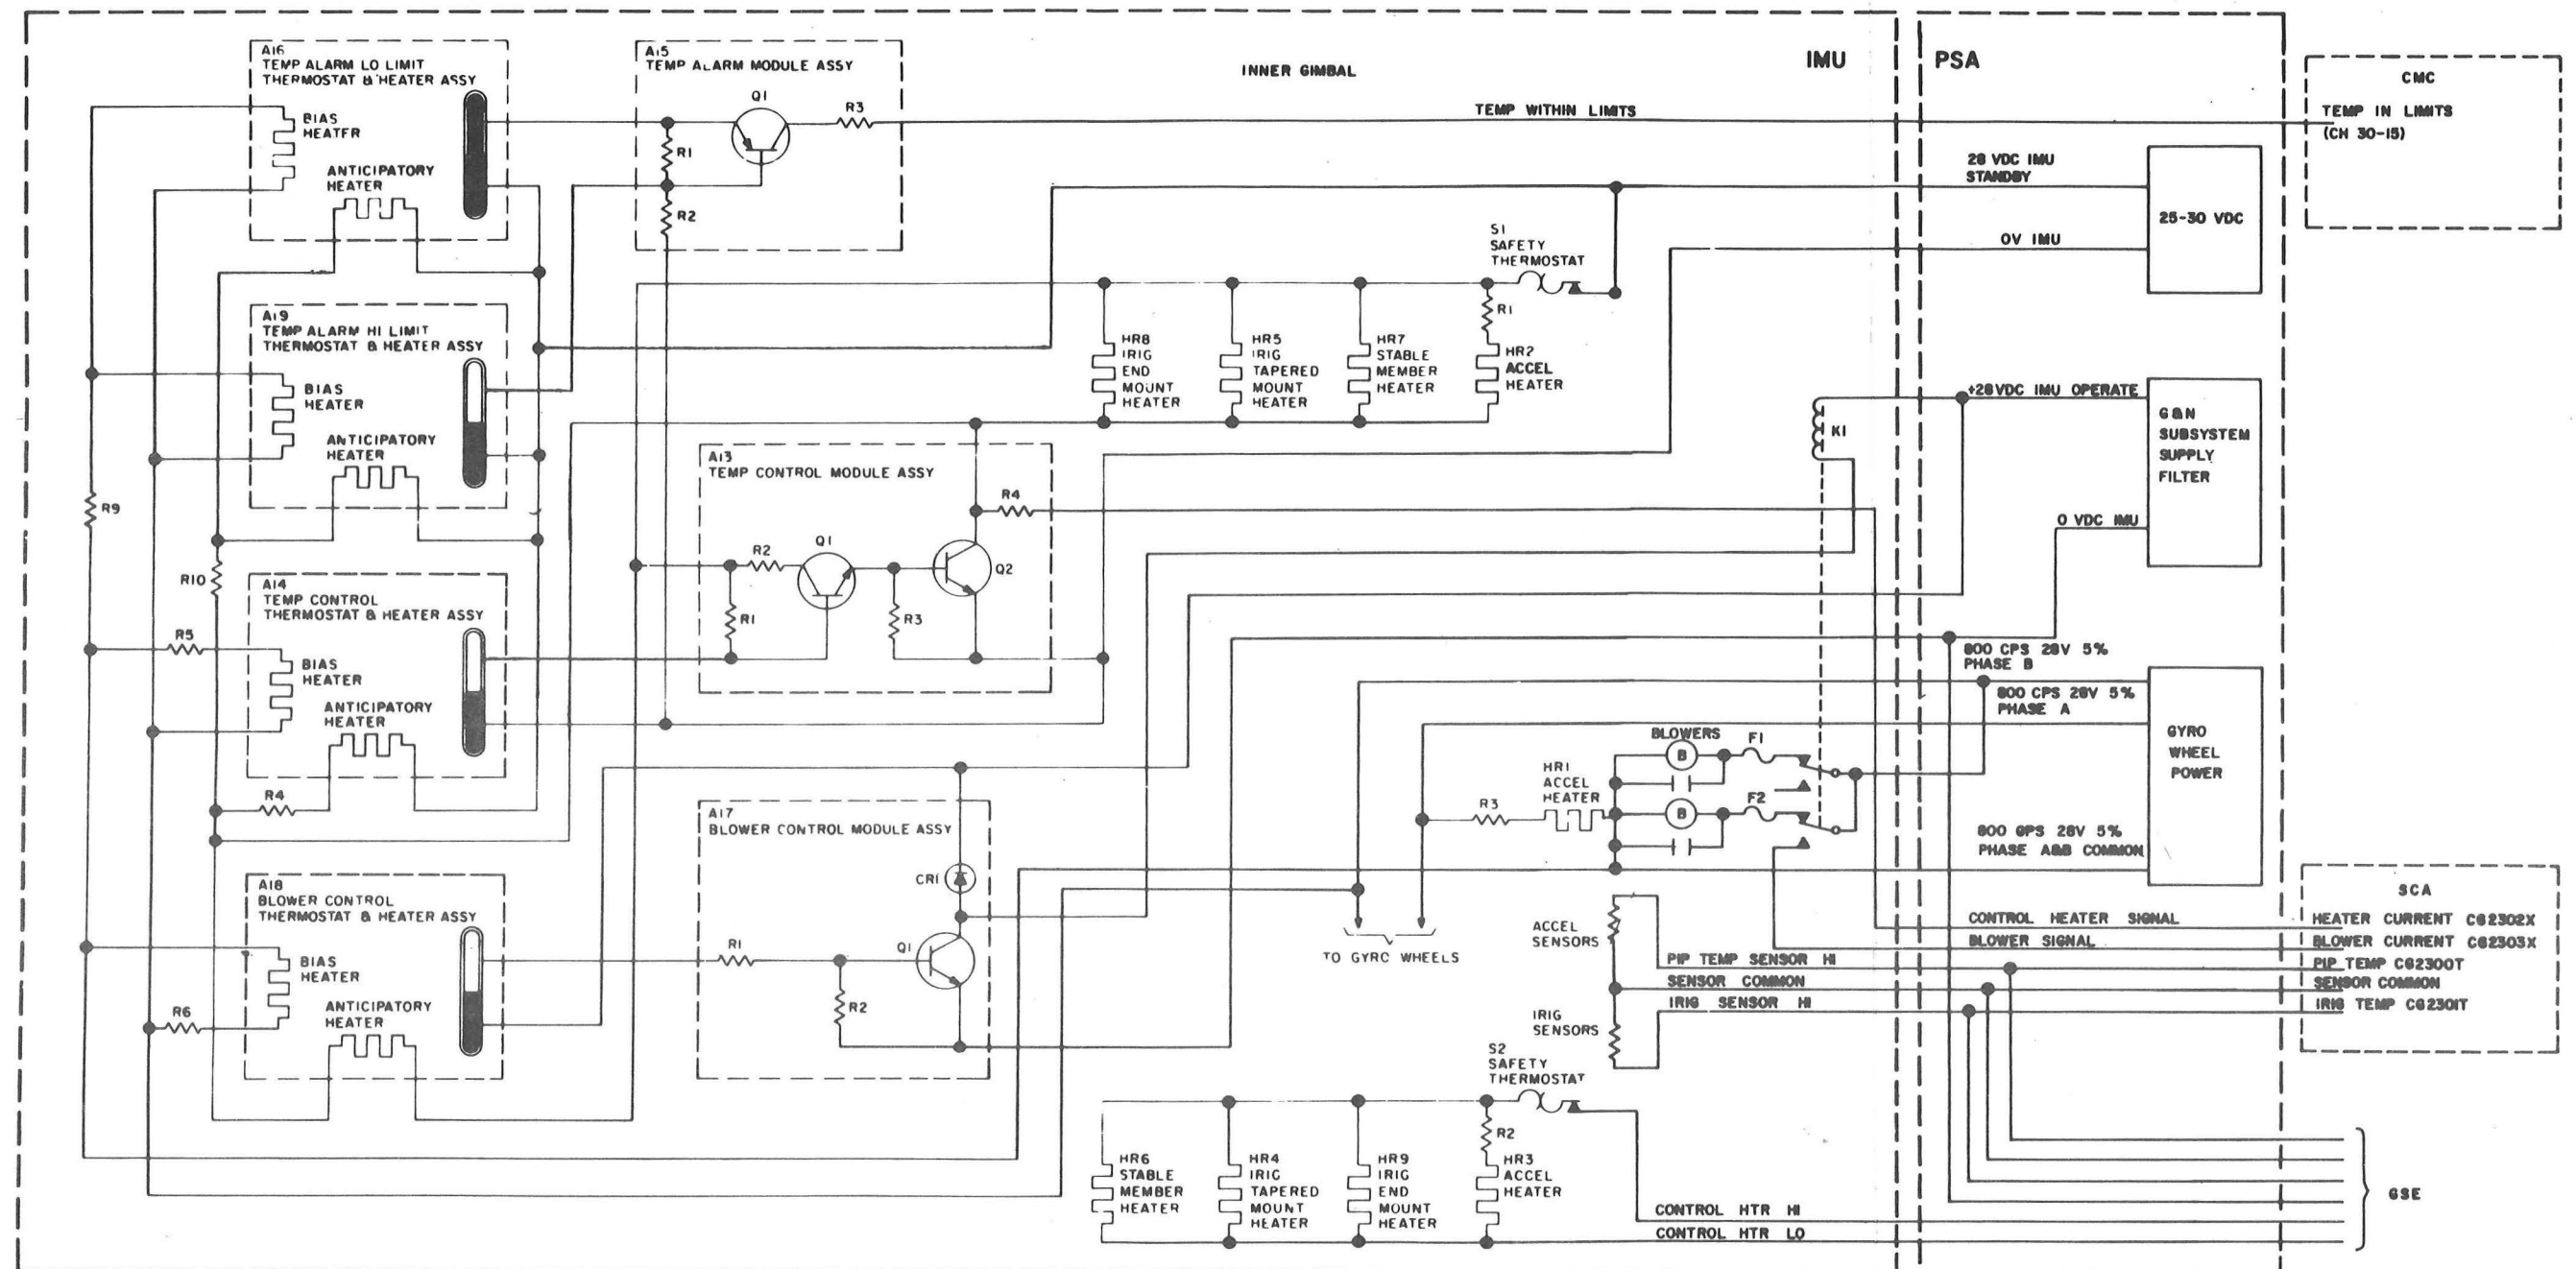 A16
TEMP ALARM LO LIMIT
THERMOSTAT & HEATER ASSY
BIAS
HEATER
ANTICIPATORY
HEATER
A15
TEMP ALARM MODULE ASSY
Q1
R3
R1
R2
INNER GIMBAL
IMU
PSA
CMC
TEMP IN LIMITS
(CH 30-15)
TEMP WITHIN LIMITS
28 VDC IMU
STANDBY
25-30 VDC
0V IMU
S1
SAFETY
THERMOSTAT
R1
A19
TEMP ALARM HI LIMIT
THERMOSTAT & HEATER ASSY
BIAS
HEATER
ANTICIPATORY
HEATER
HR8
IRIG
END
MOUNT
HEATER
HR5
IRIG
TAPERED
MOUNT
HEATER
HR7
STABLE
MEMBER
HEATER
HR2
ACCEL
HEATER
+28VDC IMU OPERATE
K1
G&N
SUBSYSTEM
SUPPLY
FILTER
0 VDC IMU
A13
TEMP CONTROL MODULE ASSY
R4
R2
Q1
Q2
R1
R3
R9
R10
A14
TEMP CONTROL
THERMOSTAT & HEATER ASSY
R5
BIAS
HEATER
ANTICIPATORY
HEATER
R4
800 CPS 28V 5%
PHASE B
800 CPS 28V 5%
PHASE A
GYRO
WHEEL
POWER
BLOWERS
B
F1
HR1
ACCEL
HEATER
R3
B
F2
800 CPS 28V 5%
PHASE A&B COMMON
A17
BLOWER CONTROL MODULE ASSY
CR1
Q1
R1
R2
A18
BLOWER CONTROL
THERMOSTAT & HEATER ASSY
BIAS
HEATER
ANTICIPATORY
HEATER
R6
TO GYRO WHEELS
ACCEL
SENSORS
IRIG
SENSORS
SCA
CONTROL HEATER SIGNAL
HEATER CURRENT CG2302X
BLOWER SIGNAL
BLOWER CURRENT CG2303X
PIP TEMP SENSOR HI
PIP TEMP CG2300T
SENSOR COMMON
SENSOR COMMON
IRIG SENSOR HI
IRIG TEMP CG2301T
S2
SAFETY
THERMOSTAT
R2
HR6
STABLE
MEMBER
HEATER
HR4
IRIG
TAPERED
MOUNT
HEATER
HR9
IRIG
END
MOUNT
HEATER
HR3
ACCEL
HEATER
CONTROL HTR HI
CONTROL HTR LO
GSE